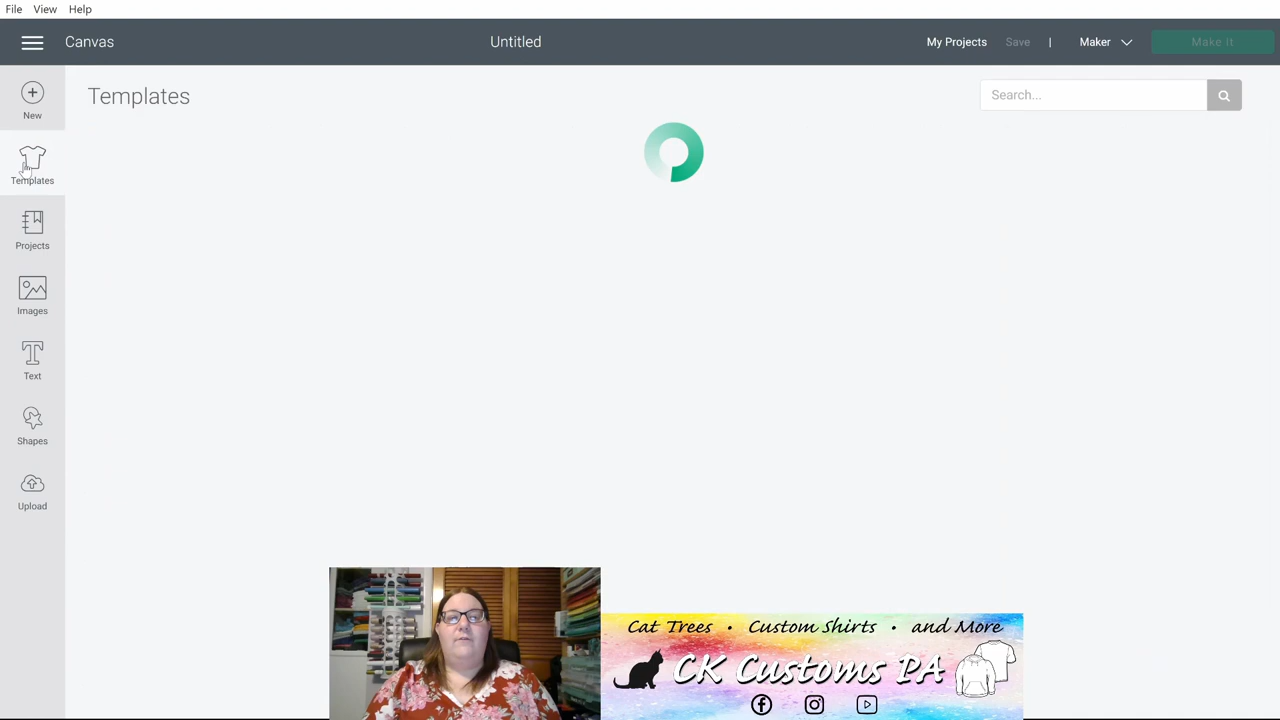 File View Help
Canvas
Untitled
My Projects Save | Maker Make It
New
Templates
Search...
Templates
Projects
Images
Text
Shapes
Upload
Cat Trees • Custom Shirts • and More
CK Customs PA